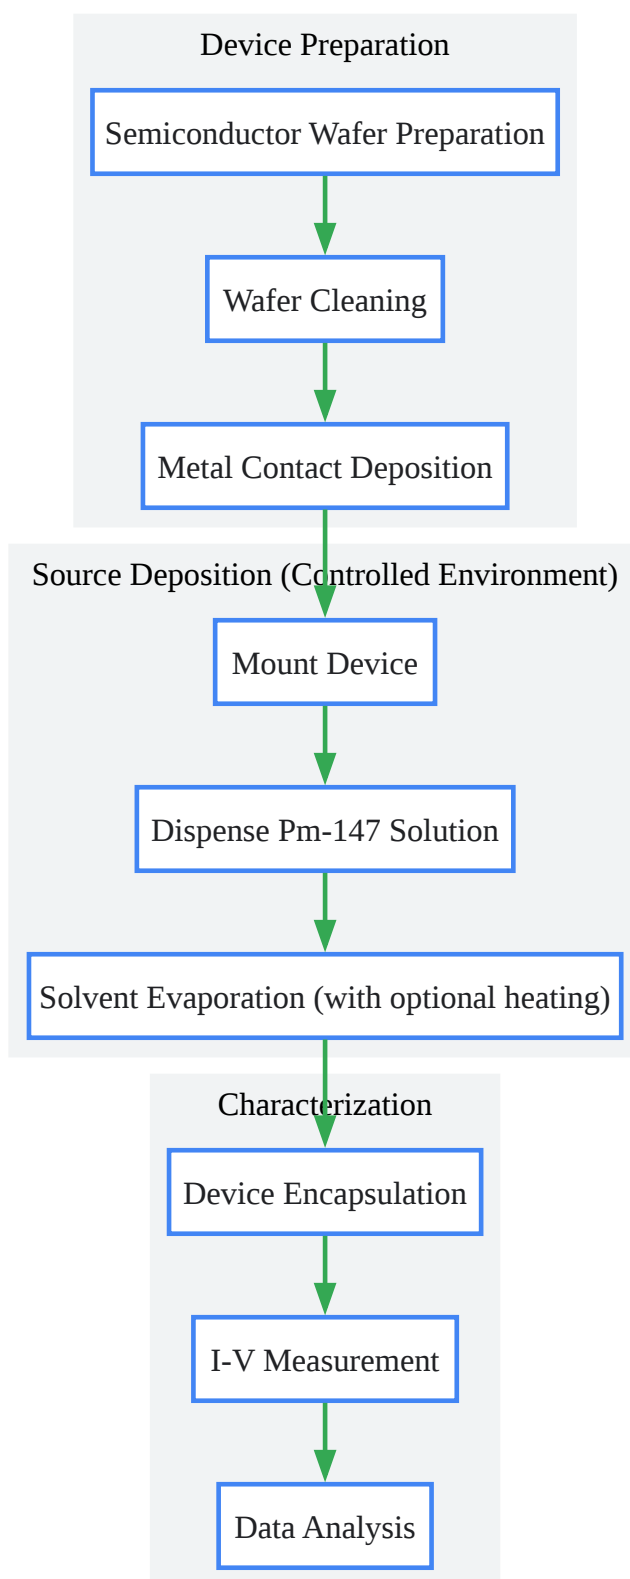 Device Preparation
Semiconductor Wafer Preparation
Wafer Cleaning
Metal Contact Deposition
Source Deposition (Controlled Environment)
Mount Device
Dispense Pm-147 Solution
Solvent Evaporation (with optional heating)
Characterization
Device Encapsulation
I-V Measurement
Data Analysis